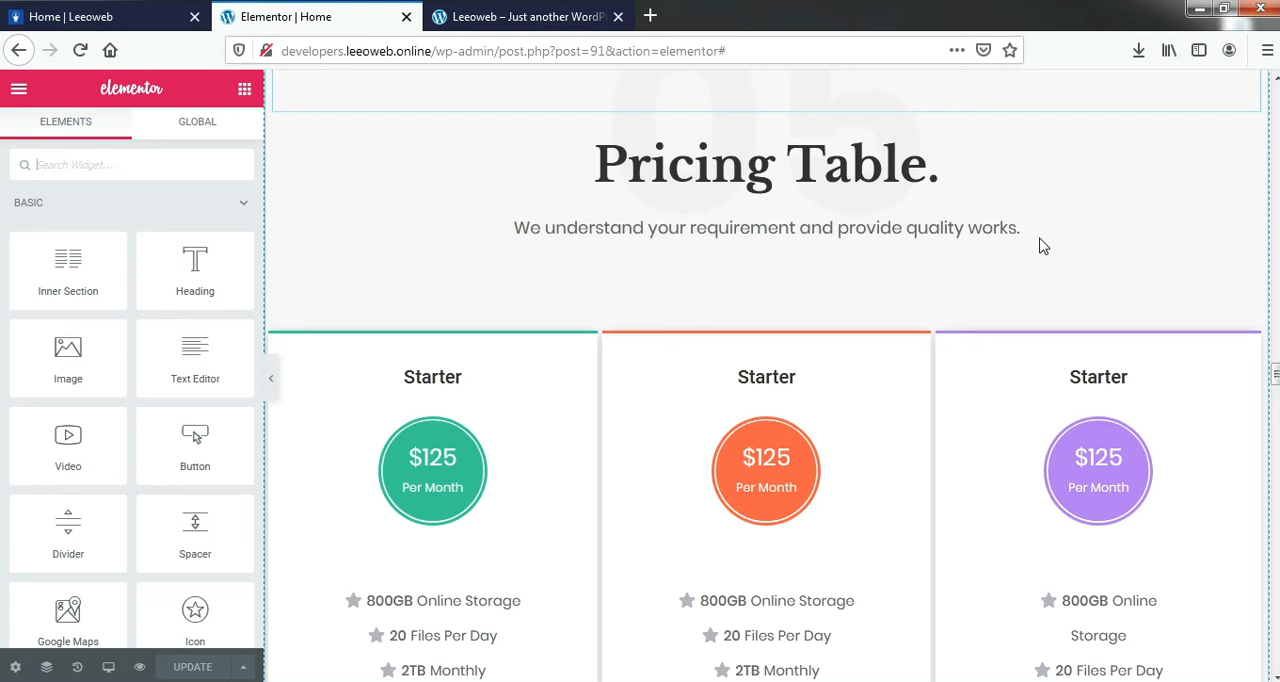 Home | Leeoweb
Elementor | Home
Leeoweb – Just another WordPr
developers.leeoweb.online/wp-admin/post.php?post=91&action=elementor#
elementor
ELEMENTS
GLOBAL
Search Widget...
BASIC
Inner Section
Heading
Image
Text Editor
Video
Button
Divider
Spacer
Google Maps
Icon
UPDATE
05
Pricing Table.
We understand your requirement and provide quality works.
Starter
Starter
Starter
$125
$125
$125
Per Month
Per Month
Per Month
800GB Online Storage
800GB Online Storage
800GB Online
20 Files Per Day
20 Files Per Day
Storage
2TB Monthly
2TB Monthly
20 Files Per Day